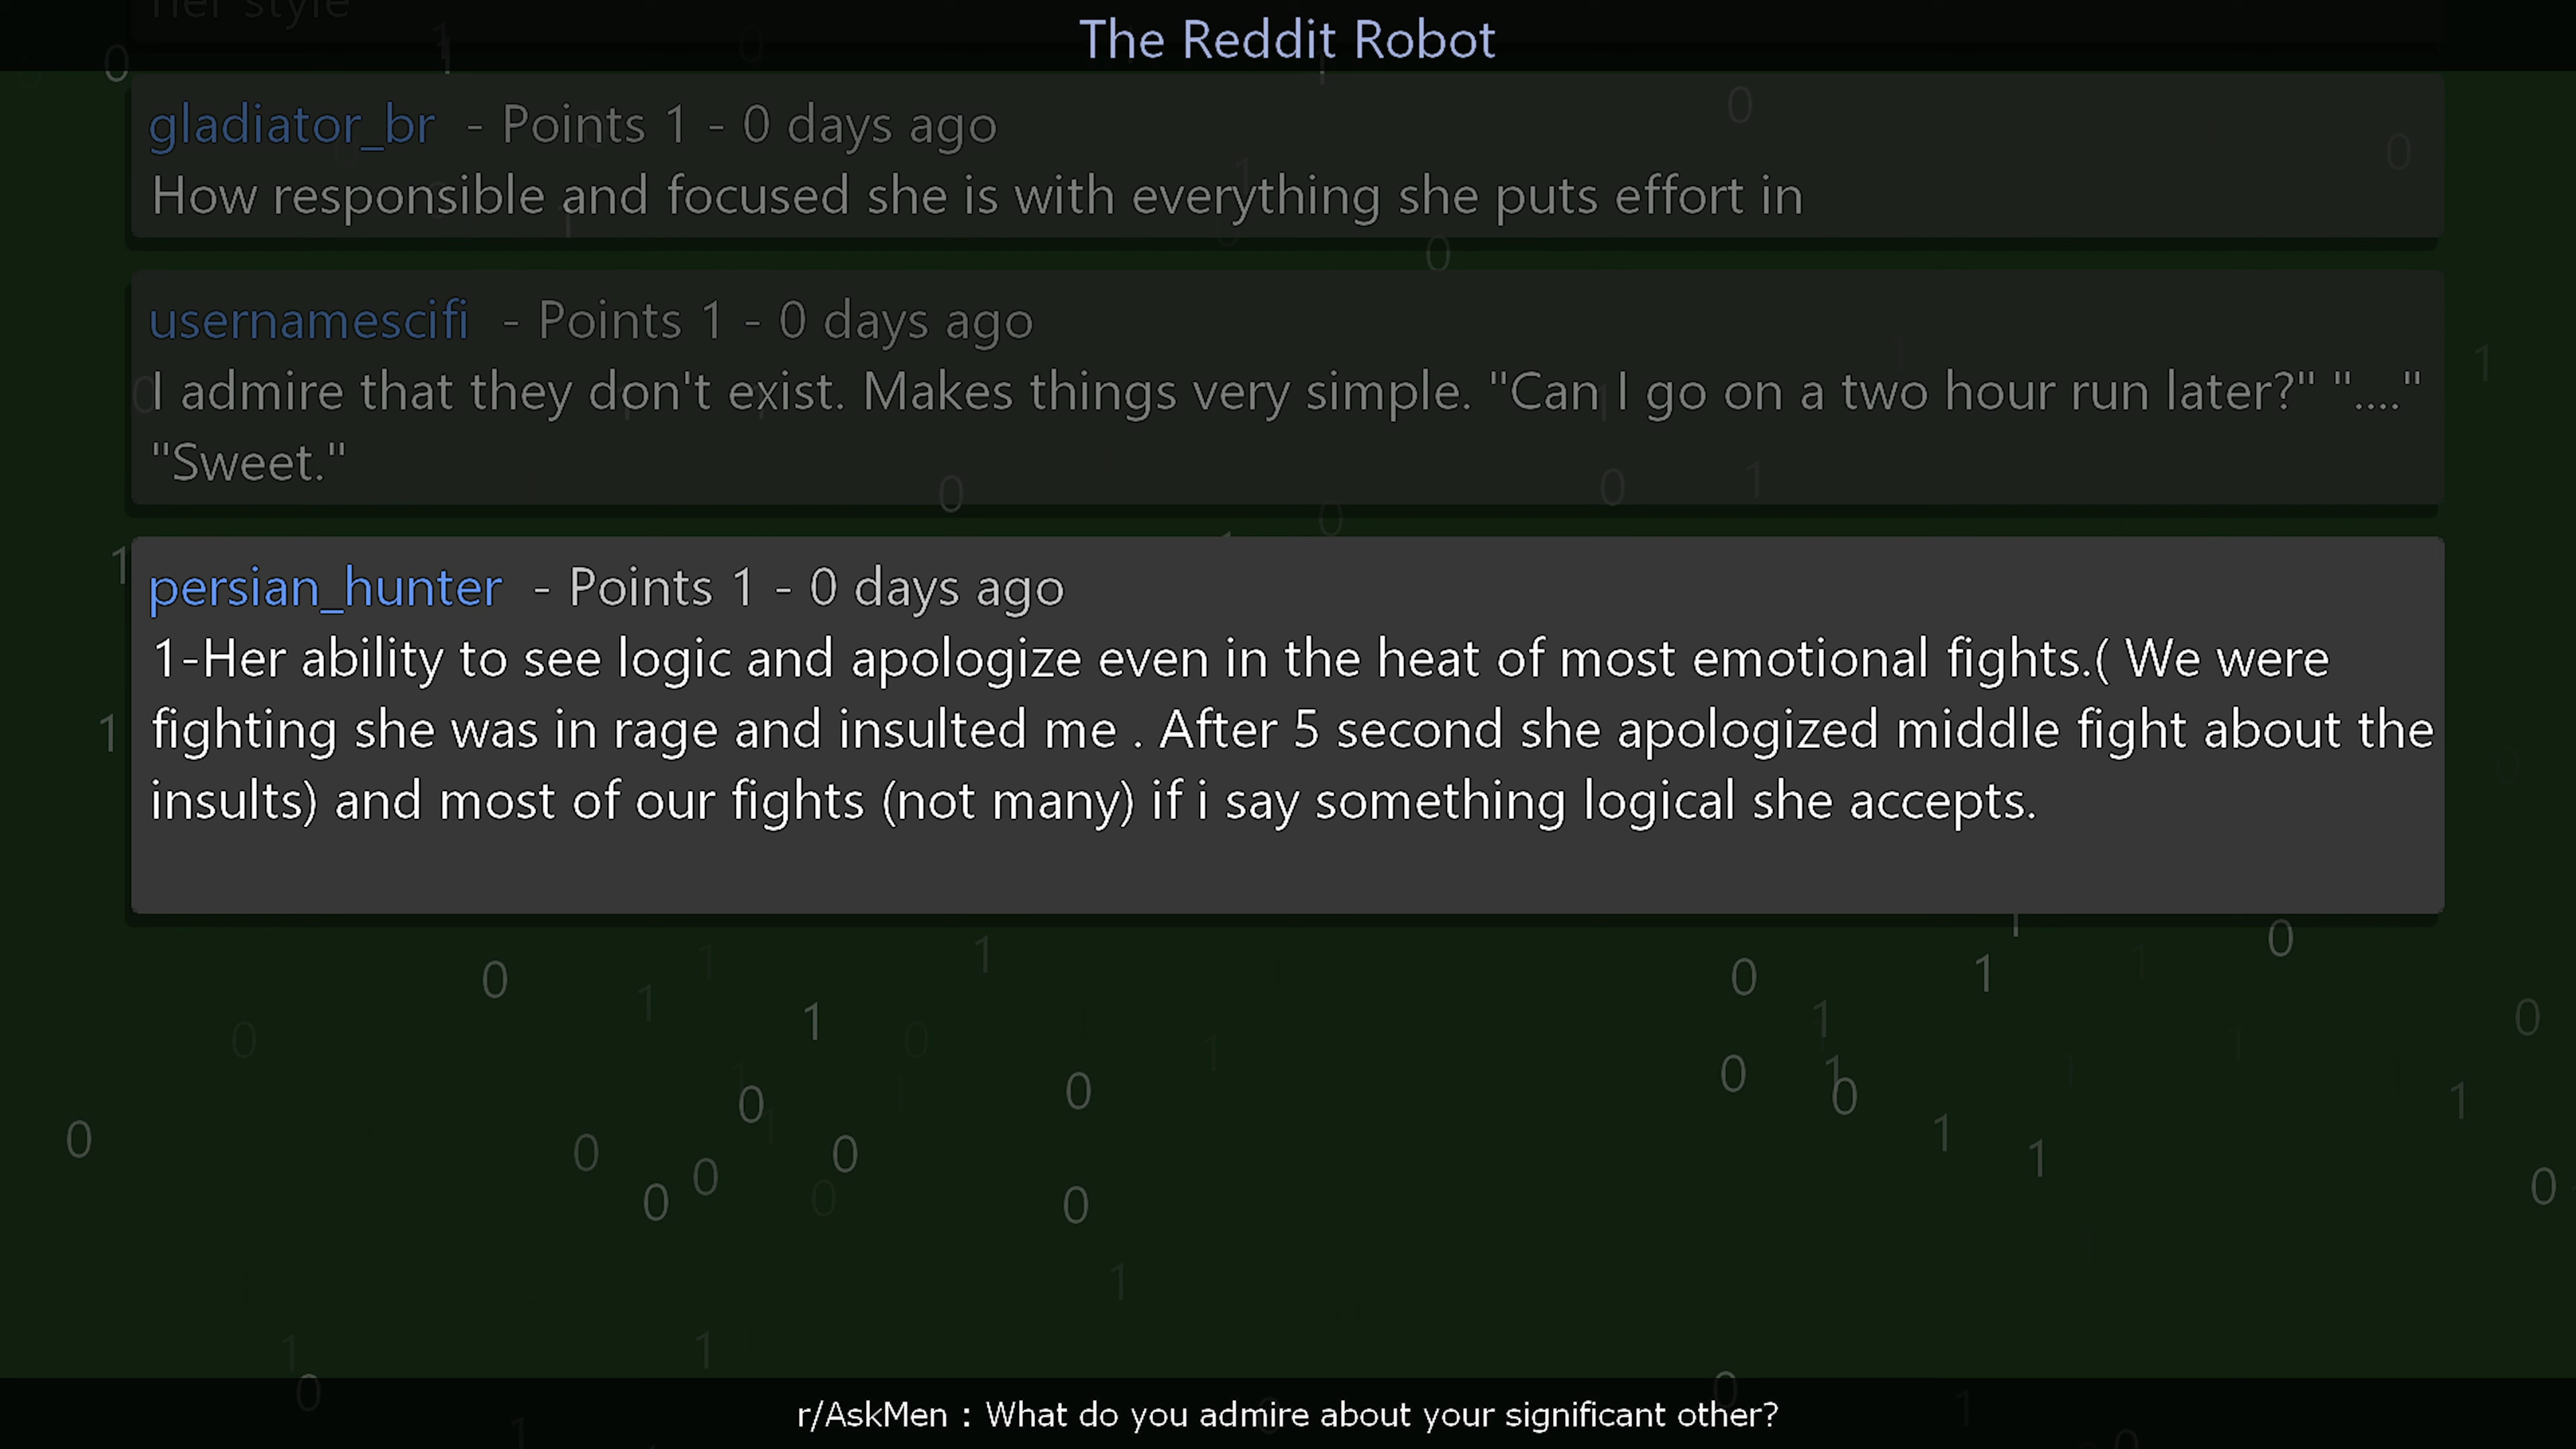 her style
The Reddit Robot
gladiator_br - Points 1 - 0 days ago
How responsible and focused she is with everything she puts effort in
usernamescifi - Points 1 - 0 days ago
I admire that they don't exist. Makes things very simple. "Can I go on a two hour run later?" "...."
"Sweet."
persian_hunter - Points 1 - 0 days ago
1-Her ability to see logic and apologize even in the heat of most emotional fights.( We were
fighting she was in rage and insulted me . After 5 second she apologized middle fight about the
insults) and most of our fights (not many) if i say something logical she accepts.
r/AskMen : What do you admire about your significant other?